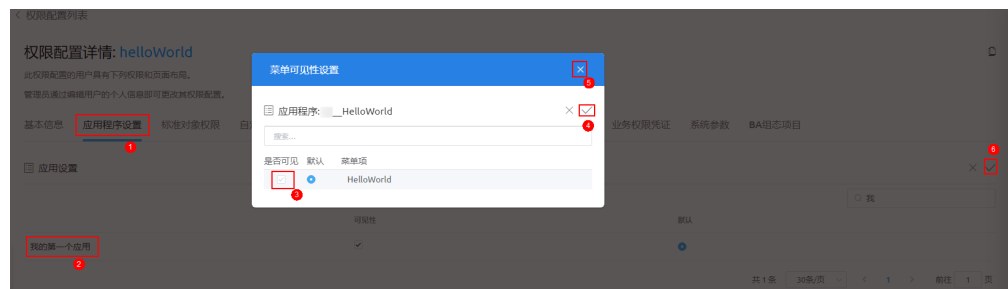 < 权限配置列表
权限配置详情: helloWorld
此权限配置的用户具有下列权限和页面布局。
管理员通过编辑用户的个人信息即可更改其权限配置。
基本信息 应用程序设置 标准对象权限 自 业务权限凭证 系统参数 BA组态项目
1
应用设置
6
我
可见性 默认
我的第一个应用
2
共1条 30条/页 < 1 > 前往 1 页
菜单可见性设置
5
应用程序: __HelloWorld
4
搜索...
是否可见 默认 菜单项
HelloWorld
3